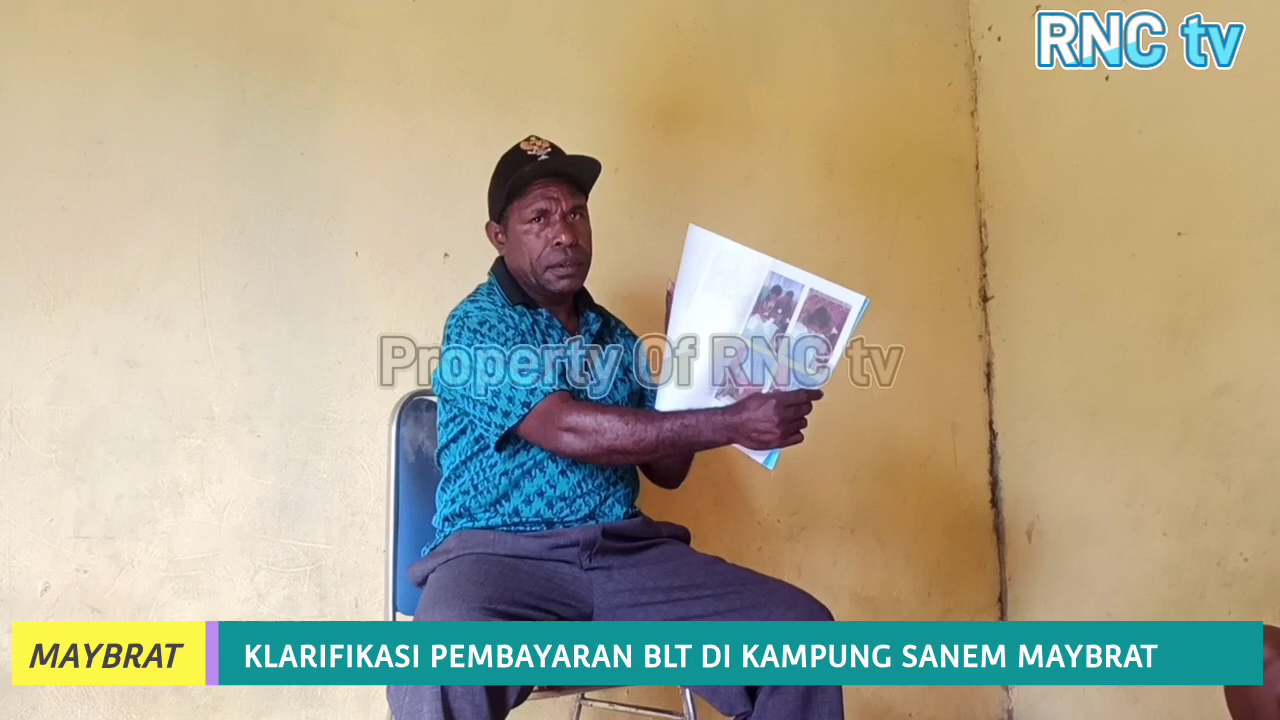 RNC tv
Property Of RNC tv
MAYBRAT
KLARIFIKASI PEMBAYARAN BLT DI KAMPUNG SANEM MAYBRAT